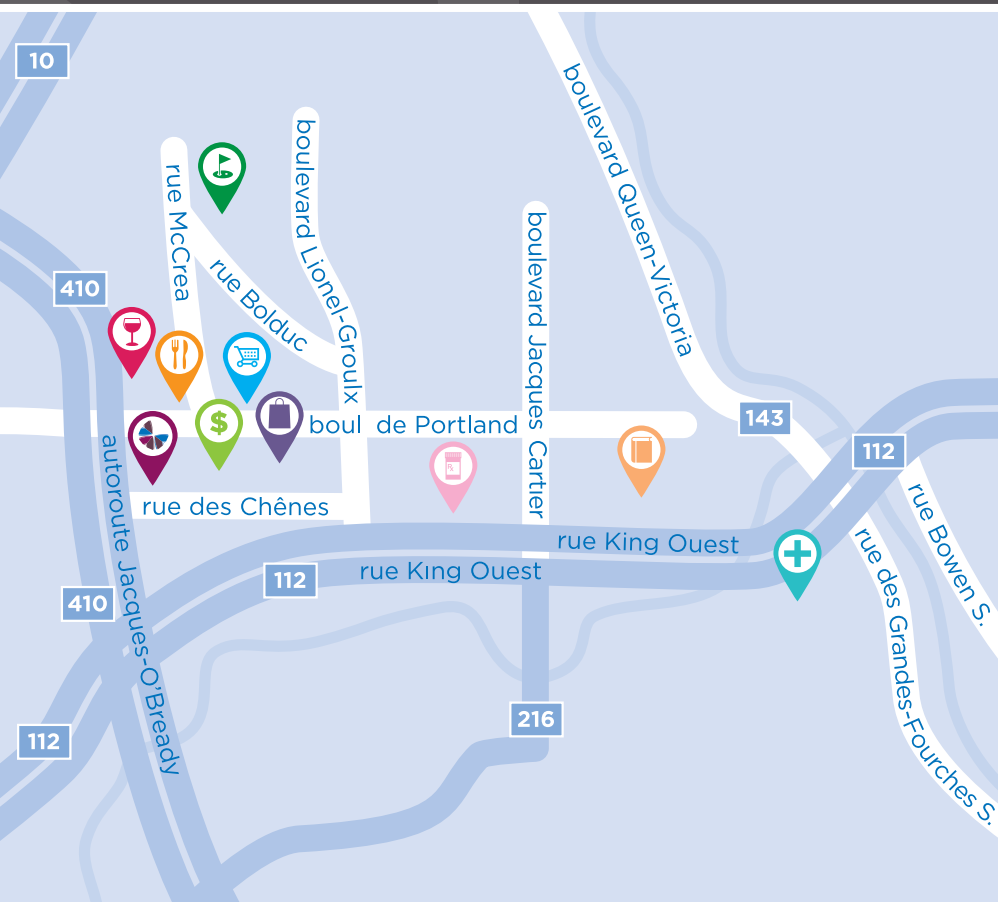 10
boulevard Queen-Victoria
boulevard Lionel-Groulx
rue McCrea
boulevard Jacques Cartier
rue Bolduc
410
$
boul de Portland
143
autoroute Jacques-O'Bready
112
rue des Chênes
rue Bowen S.
rue King Ouest
rue des Grandes-Fourches S.
rue King Ouest
112
410
216
112